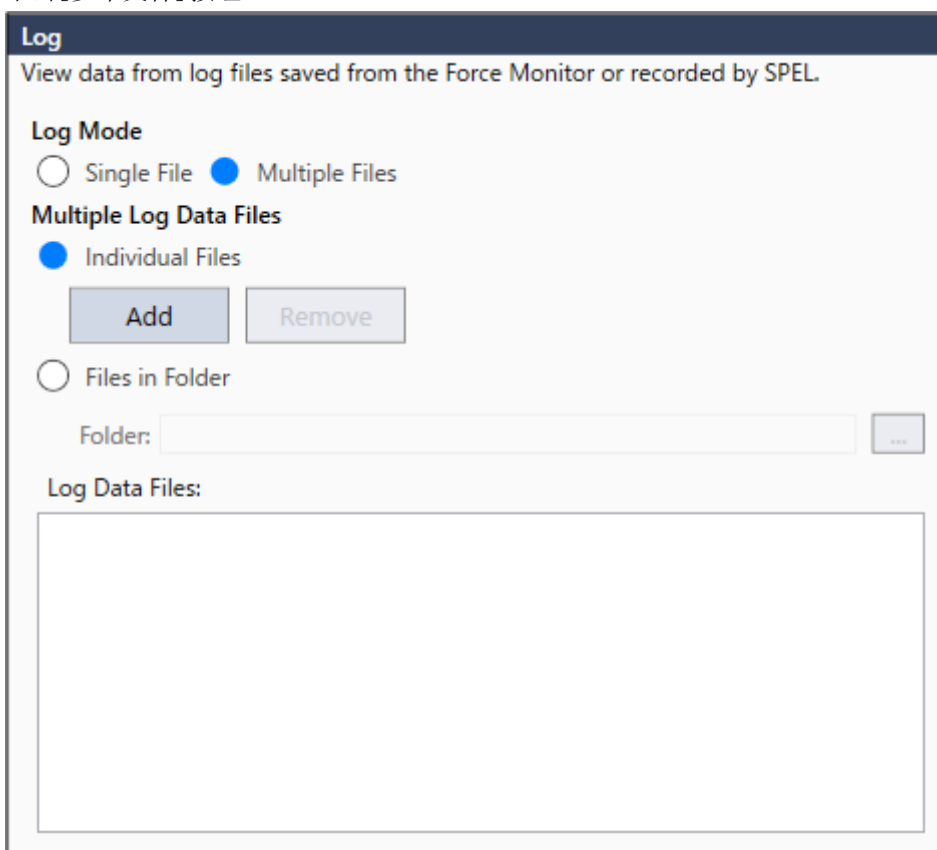 Log
View data from log files saved from the Force Monitor or recorded by SPEL.
Log Mode
Single File Multiple Files
Multiple Log Data Files
Individual Files
Add Remove
Files in Folder
Folder: ...
Log Data Files: